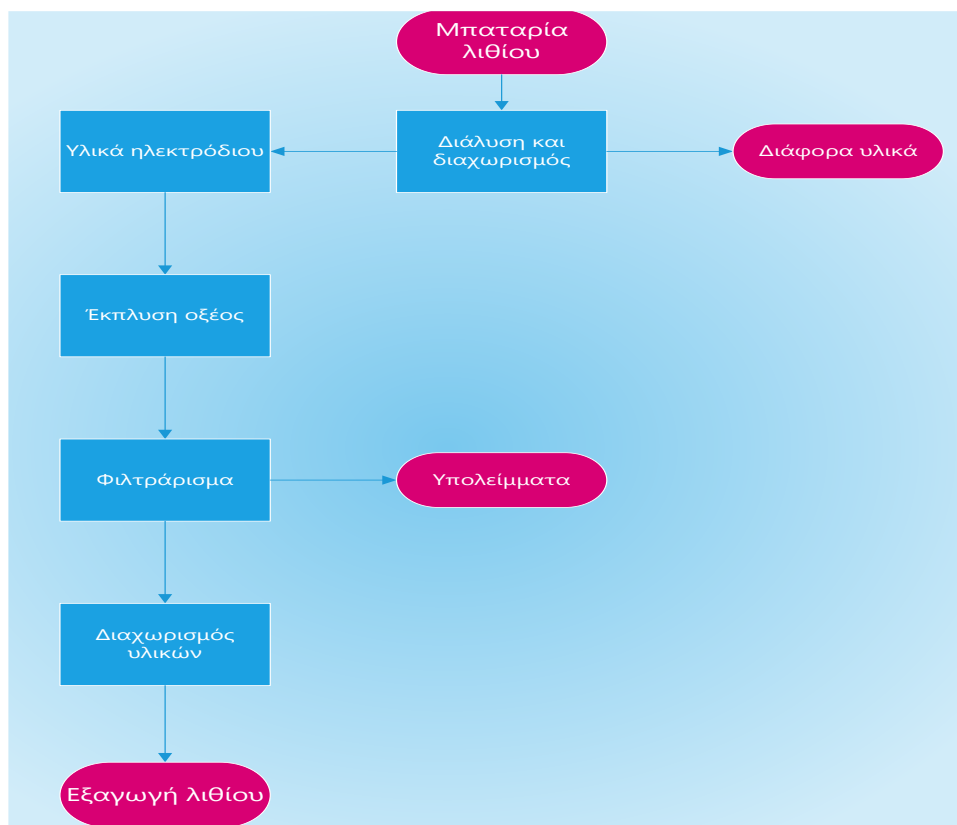 Μπαταρία
λιθίου
Υλικά ηλεκτρόδιου
Διάλυση και
διαχωρισμός
Διάφορα υλικά
Έκπλυση οξέος
Φιλτράρισμα
Υπολείμματα
Διαχωρισμός
υλικών
Εξαγωγή λιθίου